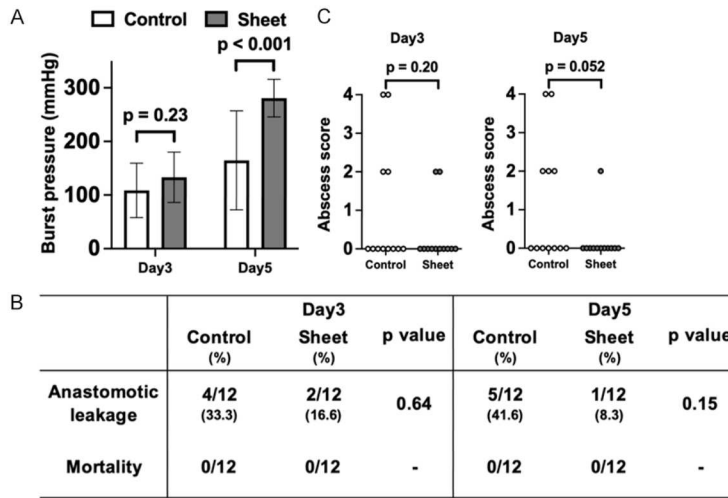 A
Control Sheet
p < 0.001
p = 0.23
Burst pressure (mmHg)
300
200
100
0
Day3 Day5
C
Day3
p = 0.20
Abscess score
4
3
2
1
0
Control Sheet
Day5
p = 0.052
Abscess score
4
3
2
1
0
Control Sheet
B
Day3 Day5
Control Sheet p value Control Sheet p value
(%) (%) (%) (%)
Anastomotic leakage 4/12 2/12 0.64 5/12 1/12 0.15
(33.3) (16.6) (41.6) (8.3)
Mortality 0/12 0/12 - 0/12 0/12 -